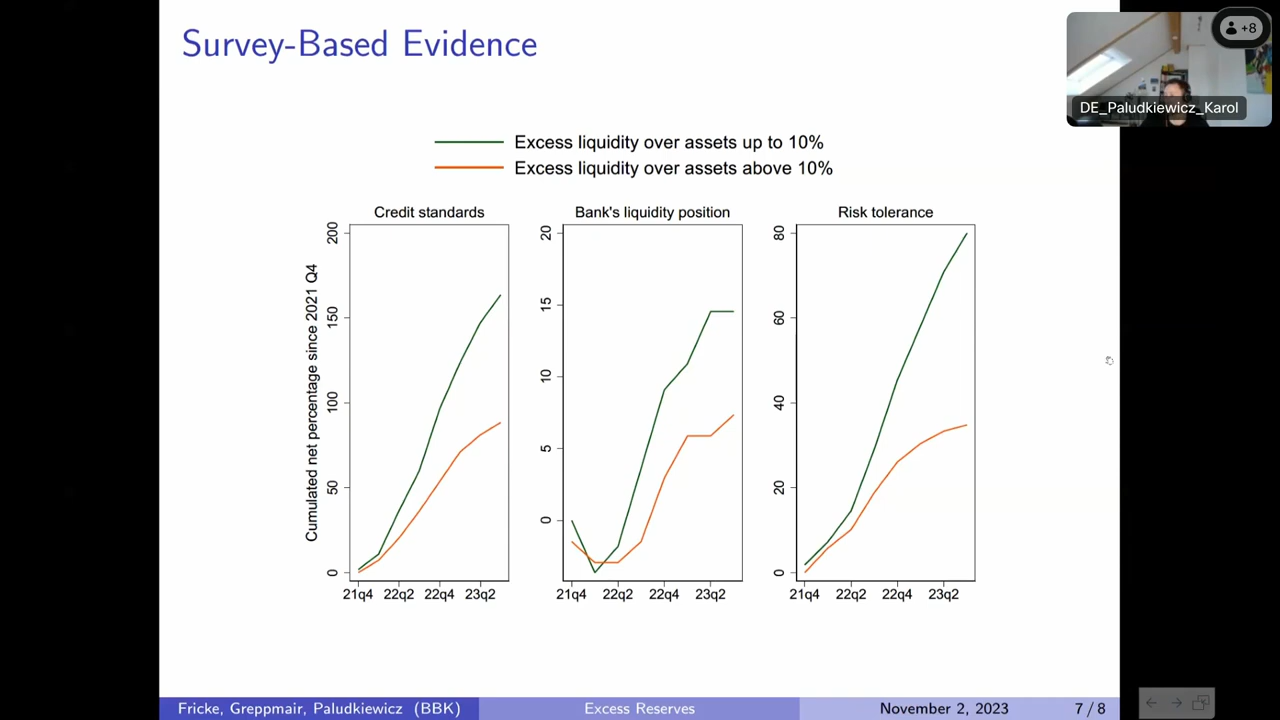 Survey-Based Evidence
+8
DE_Paludkiewicz_Karol
Excess liquidity over assets up to 10%
Excess liquidity over assets above 10%
Credit standards
Bank's liquidity position
Risk tolerance
Cumulated net percentage since 2021 Q4
200
150
100
50
0
21q4 22q2 22q4 23q2
20
15
10
5
0
21q4 22q2 22q4 23q2
80
60
40
20
0
21q4 22q2 22q4 23q2
Fricke, Greppmair, Paludkiewicz (BBK)
Excess Reserves
November 2, 2023
7 / 8